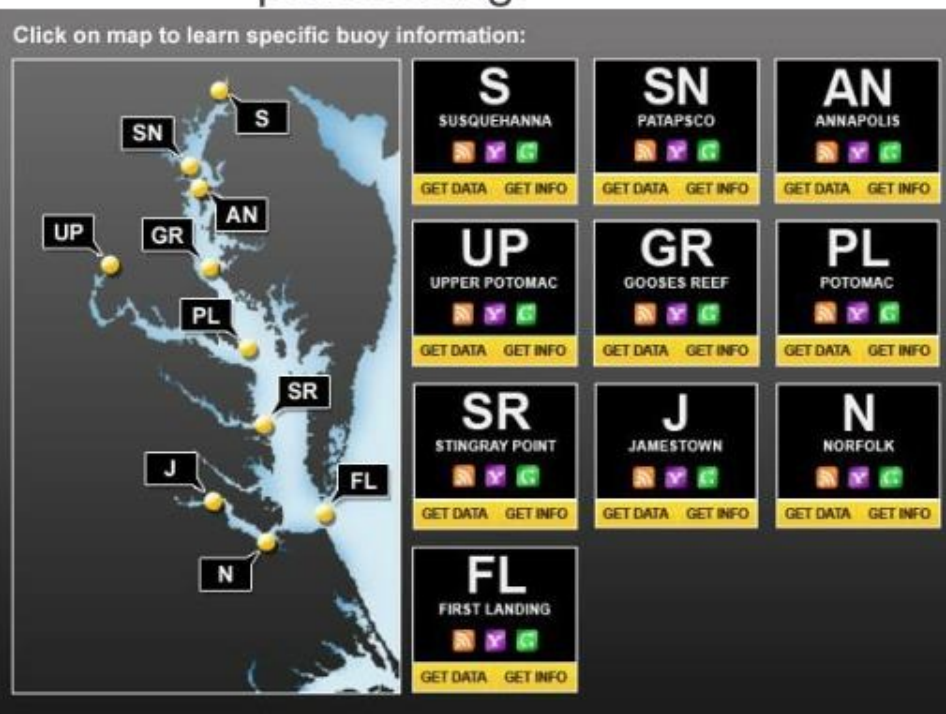 Click on map to learn specific buoy information:
S
SN
AN
UP
GR
PL
SR
J
FL
N
S
SUSQUEHANNA
GET DATA GET INFO
SN
PATAPSCO
GET DATA GET INFO
AN
ANNAPOLIS
GET DATA GET INFO
UP
UPPER POTOMAC
GET DATA GET INFO
GR
GOOSES REEF
GET DATA GET INFO
PL
POTOMAC
GET DATA GET INFO
SR
STINGRAY POINT
GET DATA GET INFO
J
JAMESTOWN
GET DATA GET INFO
N
NORFOLK
GET DATA GET INFO
FL
FIRST LANDING
GET DATA GET INFO